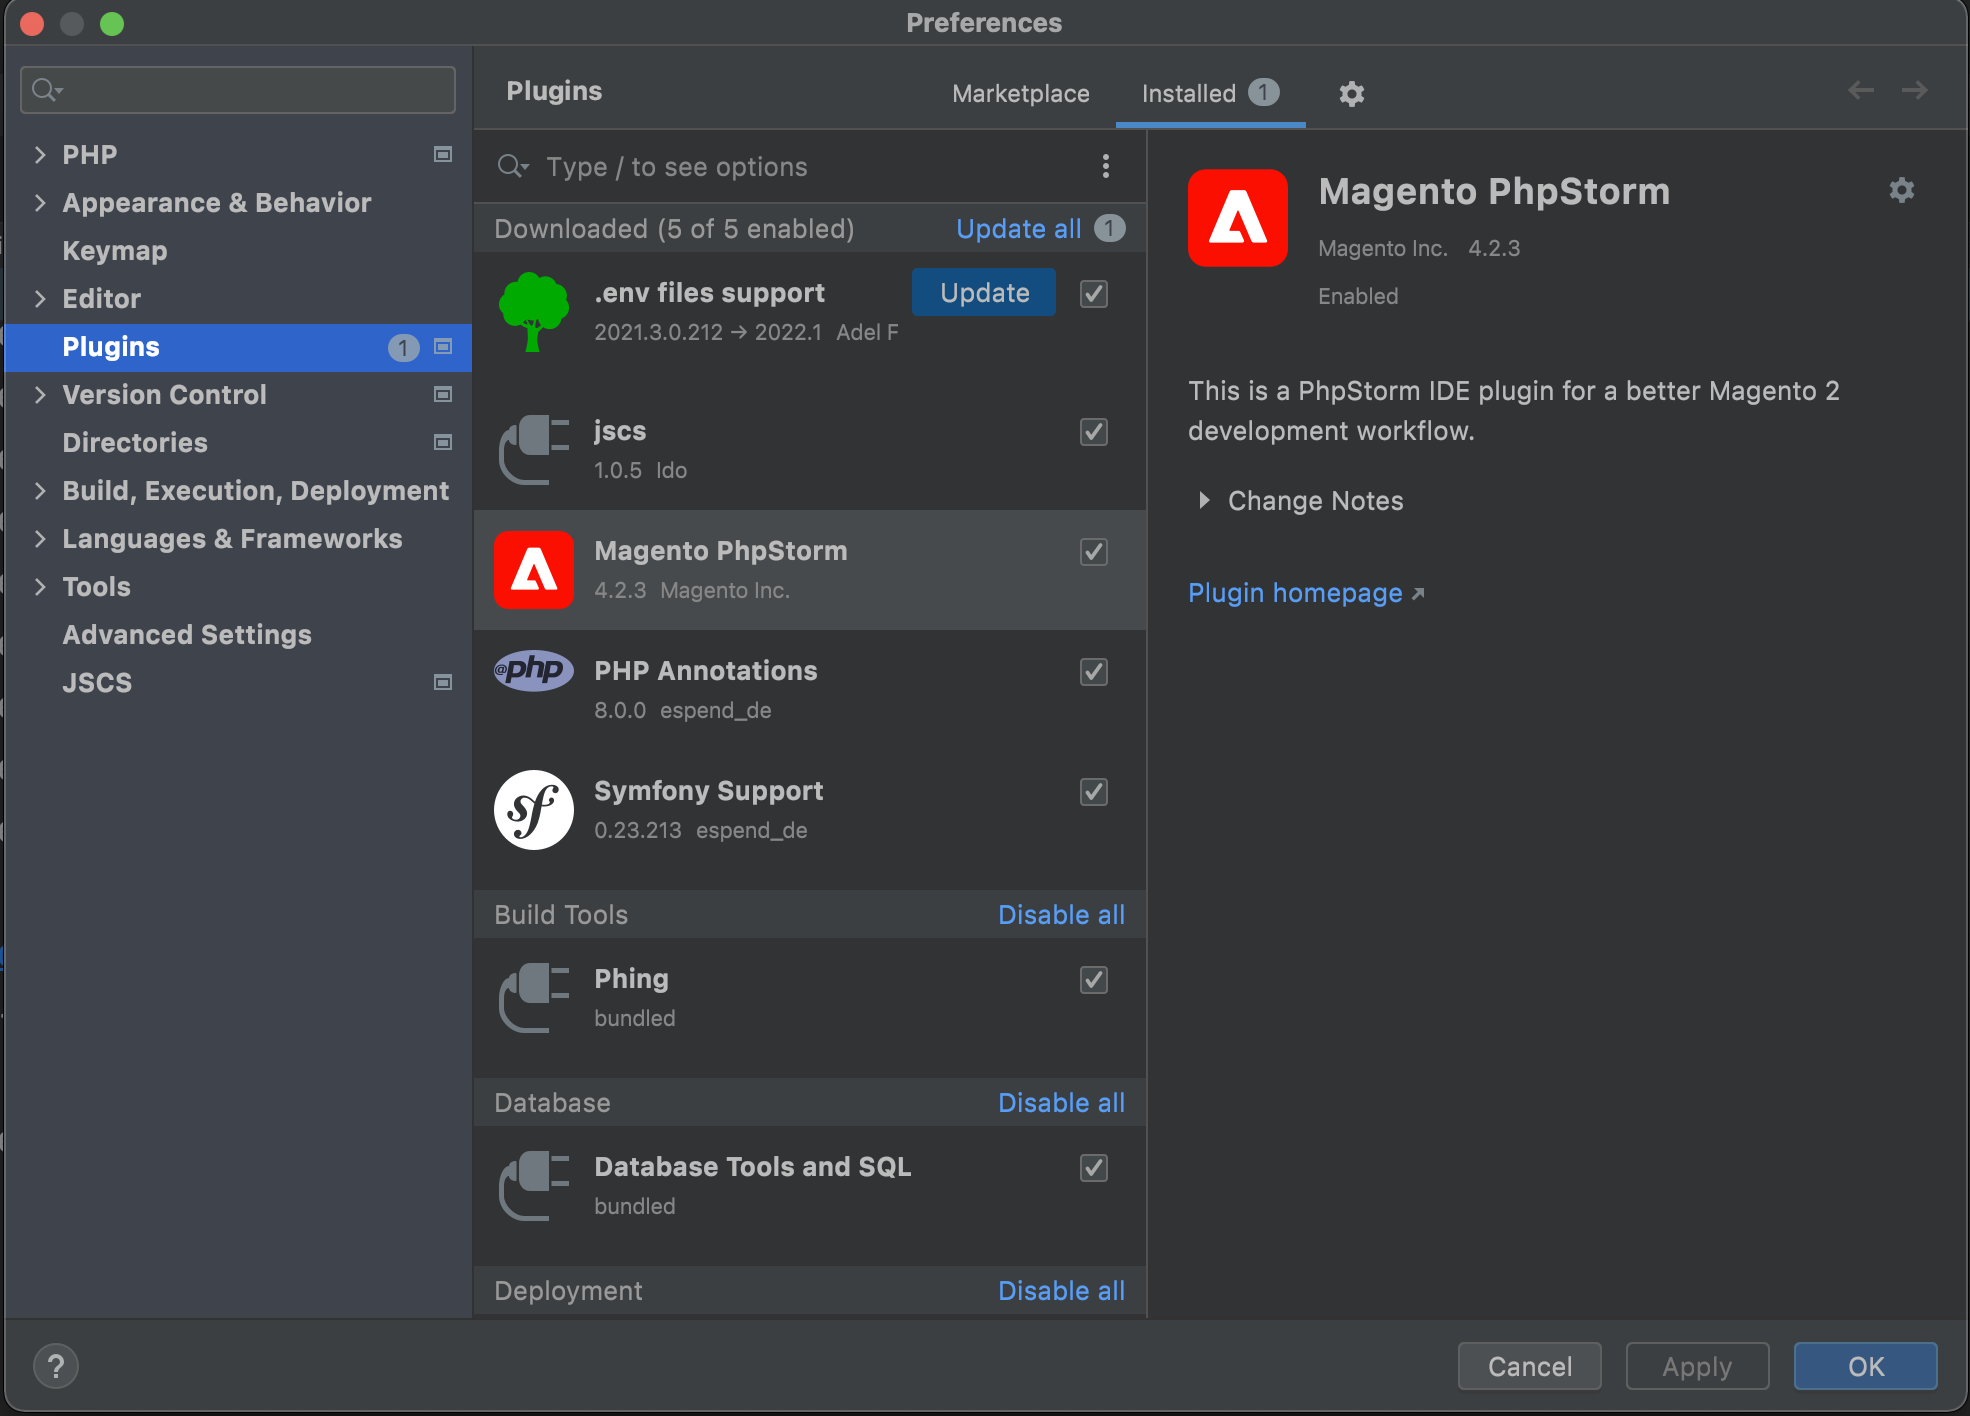 Preferences
PHP
Appearance & Behavior
Keymap
Editor
Plugins 1
Version Control
Directories
Build, Execution, Deployment
Languages & Frameworks
Tools
Advanced Settings
JSCS
Plugins
Marketplace
Installed 1
Type / to see options
Downloaded (5 of 5 enabled) Update all 1
.env files support Update
2021.3.0.212 → 2022.1 Adel F
jscs
1.0.5 Ido
Magento PhpStorm
4.2.3 Magento Inc.
@php
PHP Annotations
8.0.0 espend_de
sf
Symfony Support
0.23.213 espend_de
Build Tools Disable all
Phing
bundled
Database Disable all
Database Tools and SQL
bundled
Deployment Disable all
Magento PhpStorm
Magento Inc. 4.2.3
Enabled
This is a PhpStorm IDE plugin for a better Magento 2
development workflow.
Change Notes
Plugin homepage ↗
?
Cancel
Apply
OK